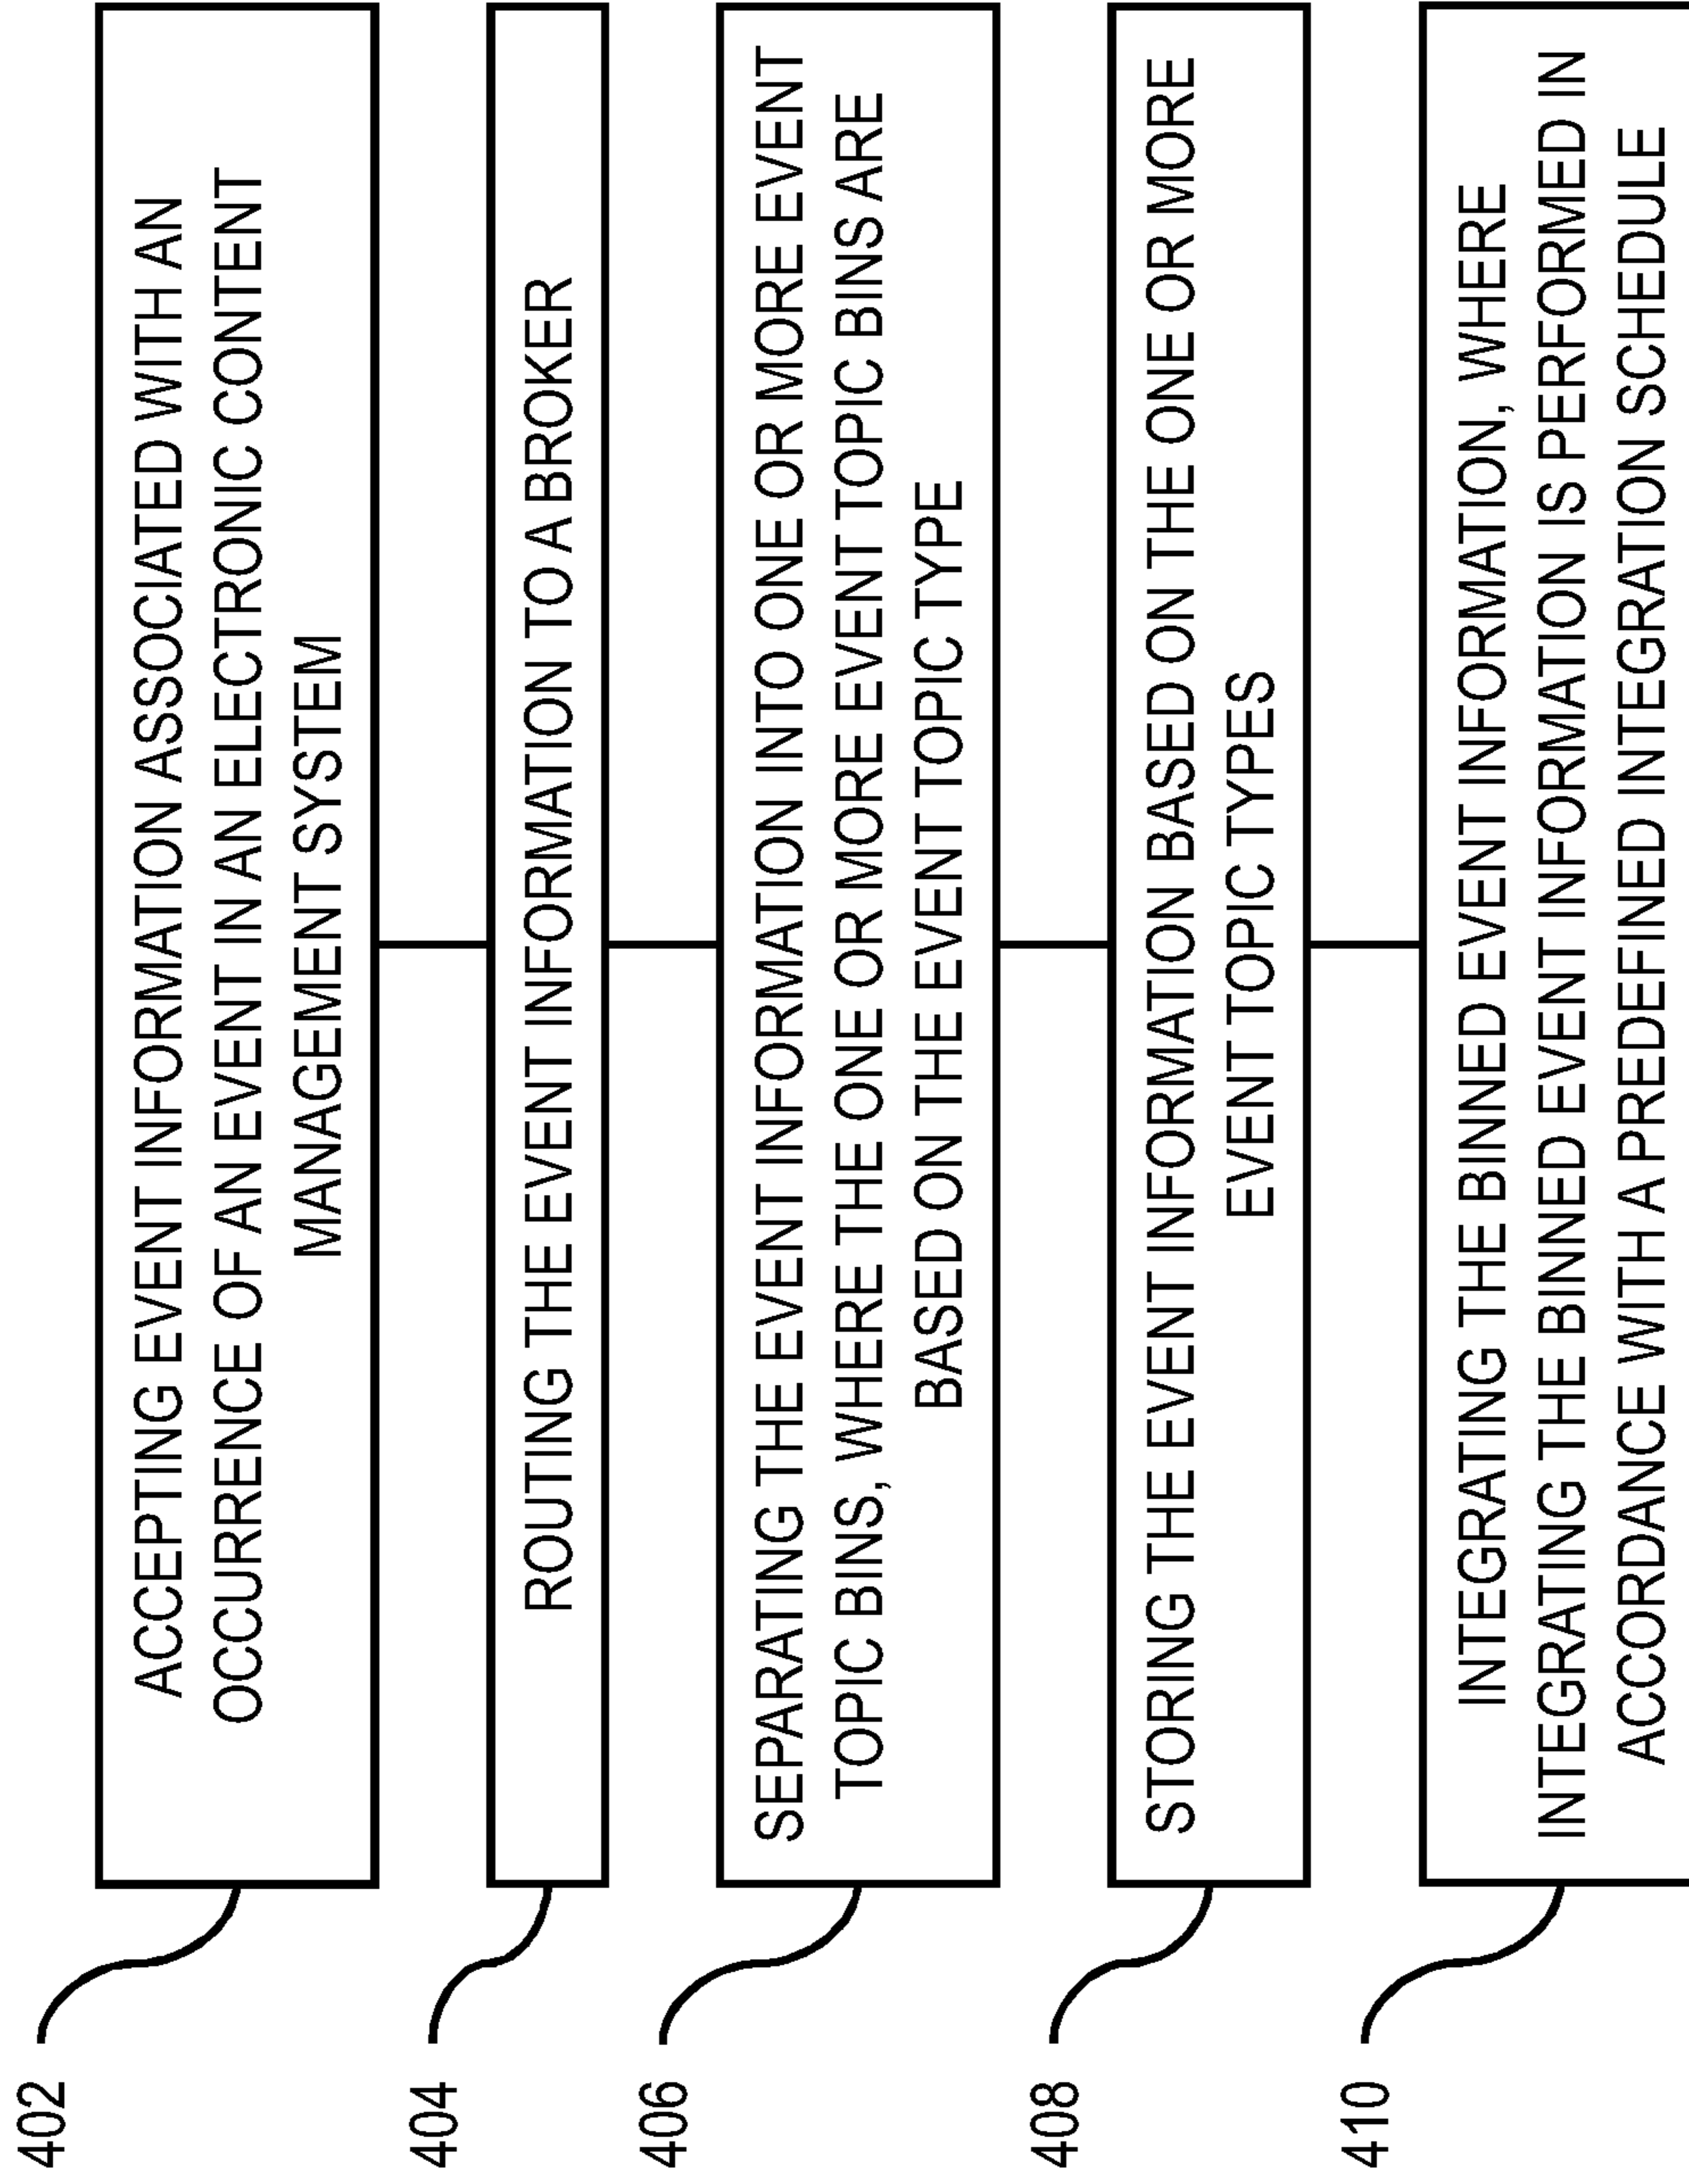 402
ACCEPTING EVENT INFORMATION ASSOCIATED WITH AN
OCCURRENCE OF AN EVENT IN AN ELECTRONIC CONTENT
MANAGEMENT SYSTEM
404
ROUTING THE EVENT INFORMATION TO A BROKER
406
SEPARATING THE EVENT INFORMATION INTO ONE OR MORE EVENT
TOPIC BINS, WHERE THE ONE OR MORE EVENT TOPIC BINS ARE
BASED ON THE EVENT TOPIC TYPE
408
STORING THE EVENT INFORMATION BASED ON THE ONE OR MORE
EVENT TOPIC TYPES
410
INTEGRATING THE BINNED EVENT INFORMATION, WHERE
INTEGRATING THE BINNED EVENT INFORMATION IS PERFORMED IN
ACCORDANCE WITH A PREDEFINED INTEGRATION SCHEDULE